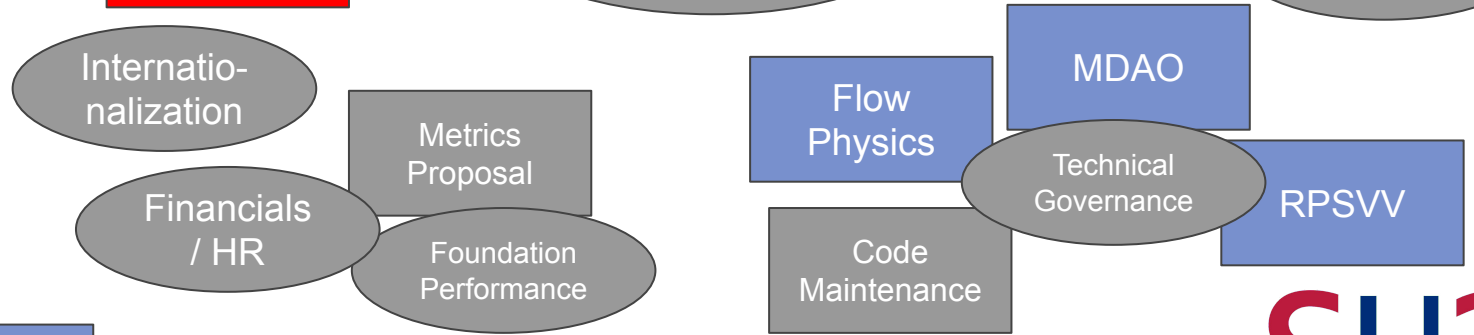 Internatio-
nalization
Metrics
Proposal
Financials
/ HR
Foundation
Performance
Flow
Physics
MDAO
Technical
Governance
RPSVV
Code
Maintenance